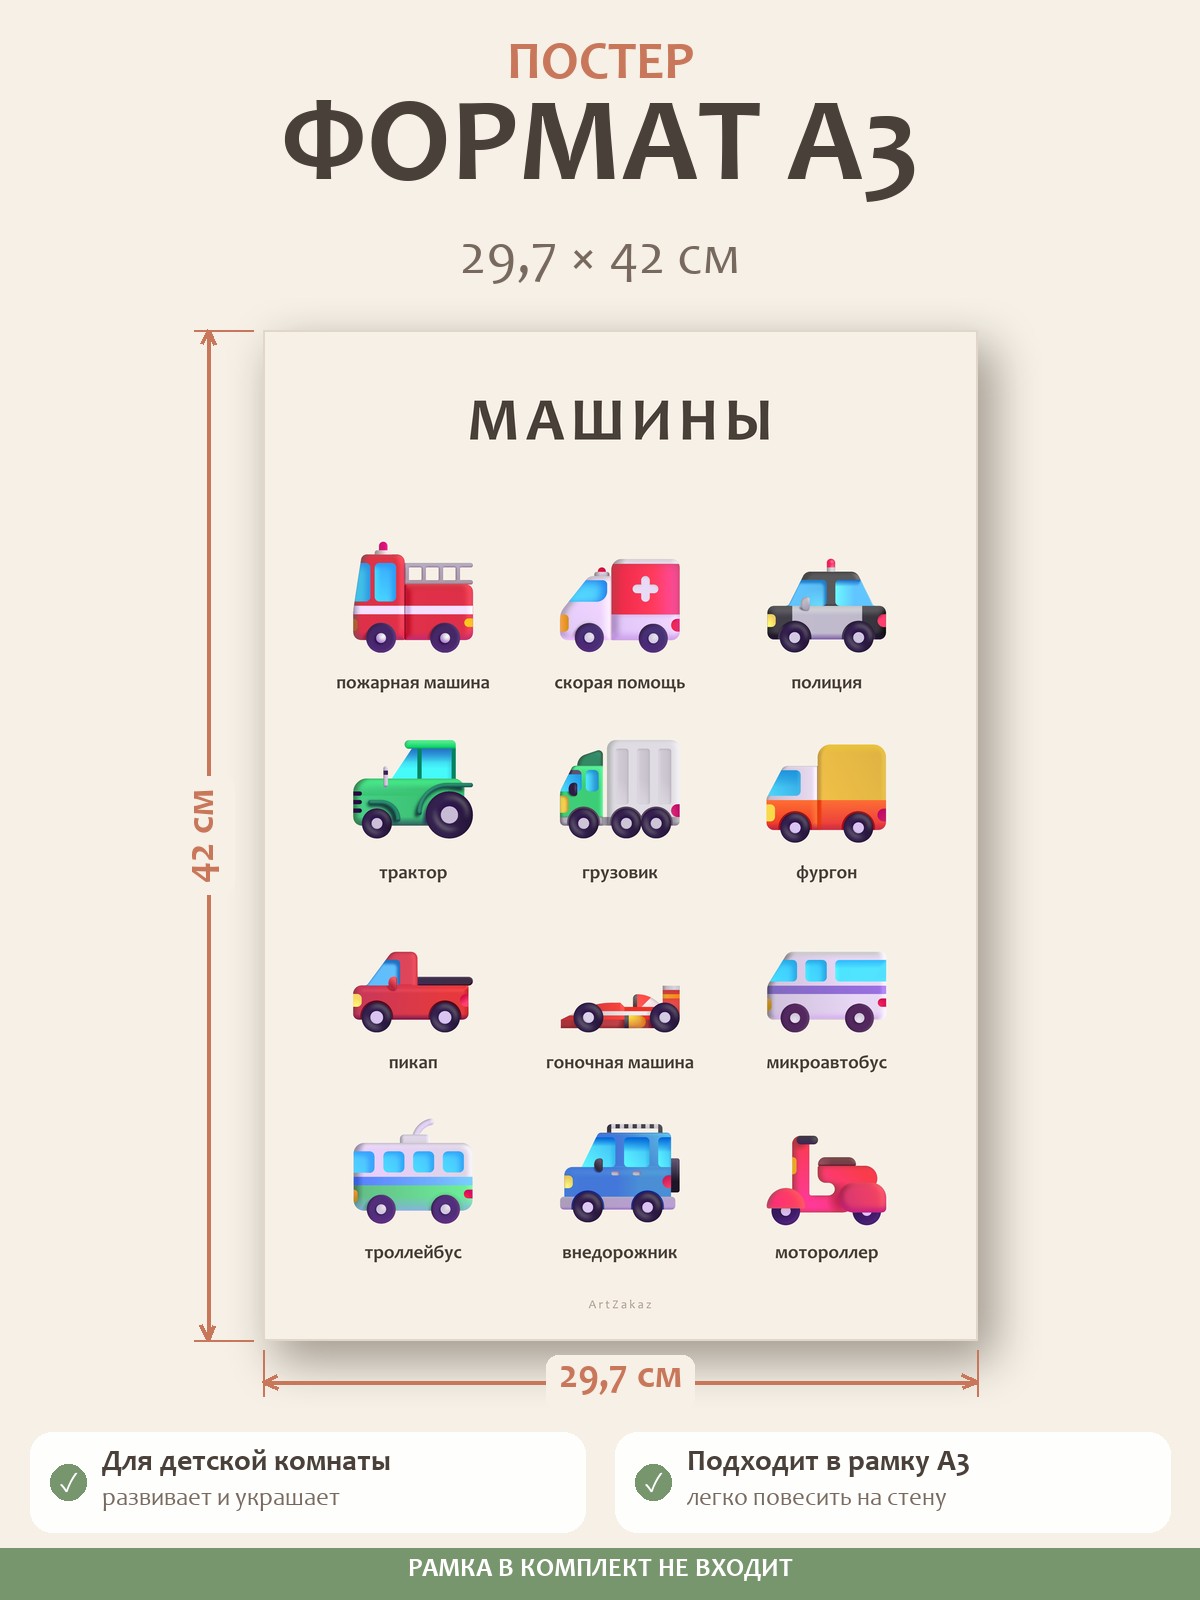 ПОСТЕР
ФОРМАТ А3
29,7 × 42 см
МАШИНЫ
пожарная машина
скорая помощь
полиция
трактор
грузовик
фургон
42 см
пикап
гоночная машина
микроавтобус
троллейбус
внедорожник
мотороллер
ArtZakaz
29,7 см
Для детской комнаты
развивает и украшает
Подходит в рамку А3
легко повесить на стену
РАМКА В КОМПЛЕКТ НЕ ВХОДИТ